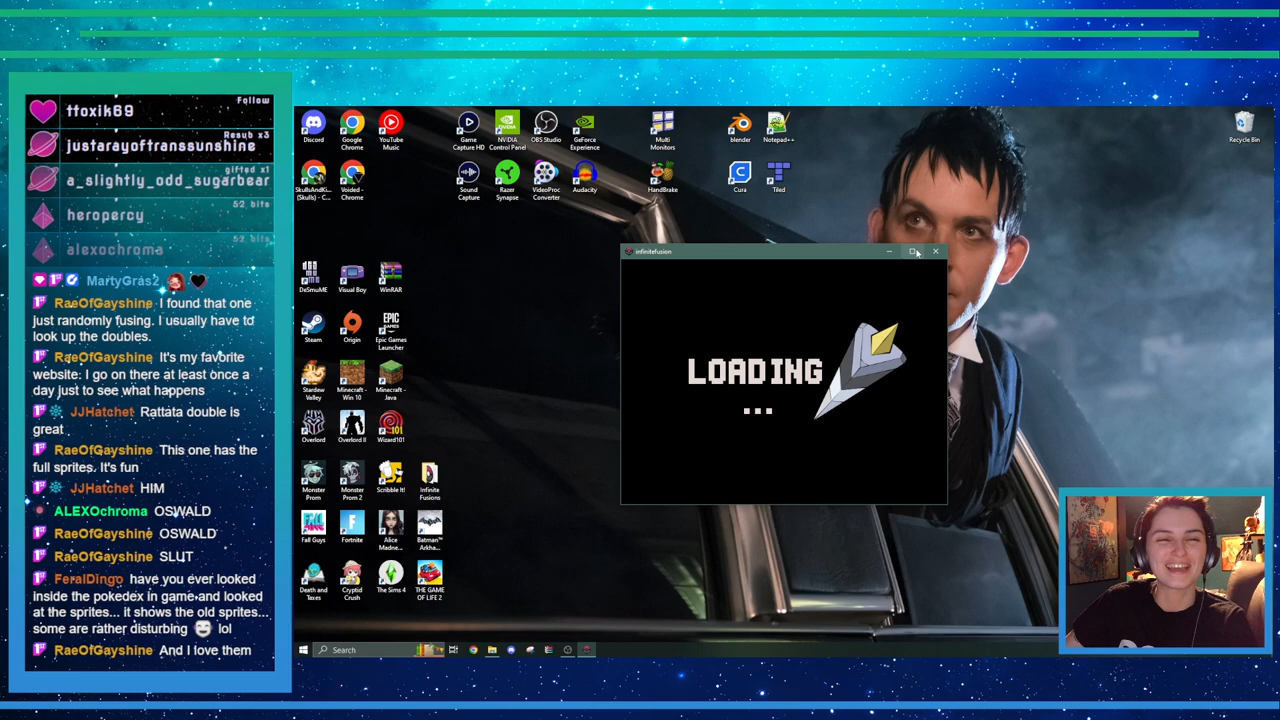 Follow
ttoxik69
Resub x3
justarayoftranssunshine
gifted x1
a_slightly_odd_sugarbear
52 bits
heropercy
52 bits
alexochroma
MartyGras2
RaeOfGayshine I found that one
just randomly fusing. I usually have to
look up the doubles.
RaeOfGayshine It's my favorite
website. I go on there at least once a
day just to see what happens
JJHatchet Rattata double is
great
RaeOfGayshine This one has the
full sprites. It's fun
JJHatchet HIM
ALEXOchroma OSWALD
RaeOfGayshine OSWALD
RaeOfGayshine SLUT
FeralDingo have you ever looked
inside the pokedex in game and looked
at the sprites... it shows the old sprites...
some are rather disturbing lol
RaeOfGayshine And I love them
Discord
Google Chrome
YouTube Music
Game Capture HD
NVIDIA Control Panel
OBS Studio
GeForce Experience
Multi Monitors
blender
Notepad++
Recycle Bin
SkullsAndKi... (Skulls) - C...
Voided - Chrome
Sound Capture
Razer Synapse
VideoProc Converter
Audacity
HandBrake
Cura
Tiled
infinitefusion
LOADING
...
DeSmuME
Visual Boy
WinRAR
Steam
Origin
Epic Games Launcher
Stardew Valley
Minecraft - Win 10
Minecraft - Java
Overlord
Overlord II
Wizard101
Monster Prom
Monster Prom 2
Scribble It!
Infinite Fusions
Fall Guys
Fortnite
Alice Madne...
Batman™ Arkha...
Death and Taxes
Cryptid Crush
The Sims 4
THE GAME OF LIFE 2
Search